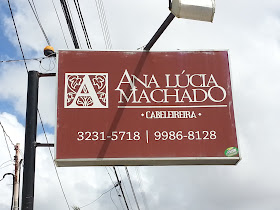 A
ANA LÚCIA
MACHADO
• CABELEIREIRA •
3231-5718 | 9986-8128